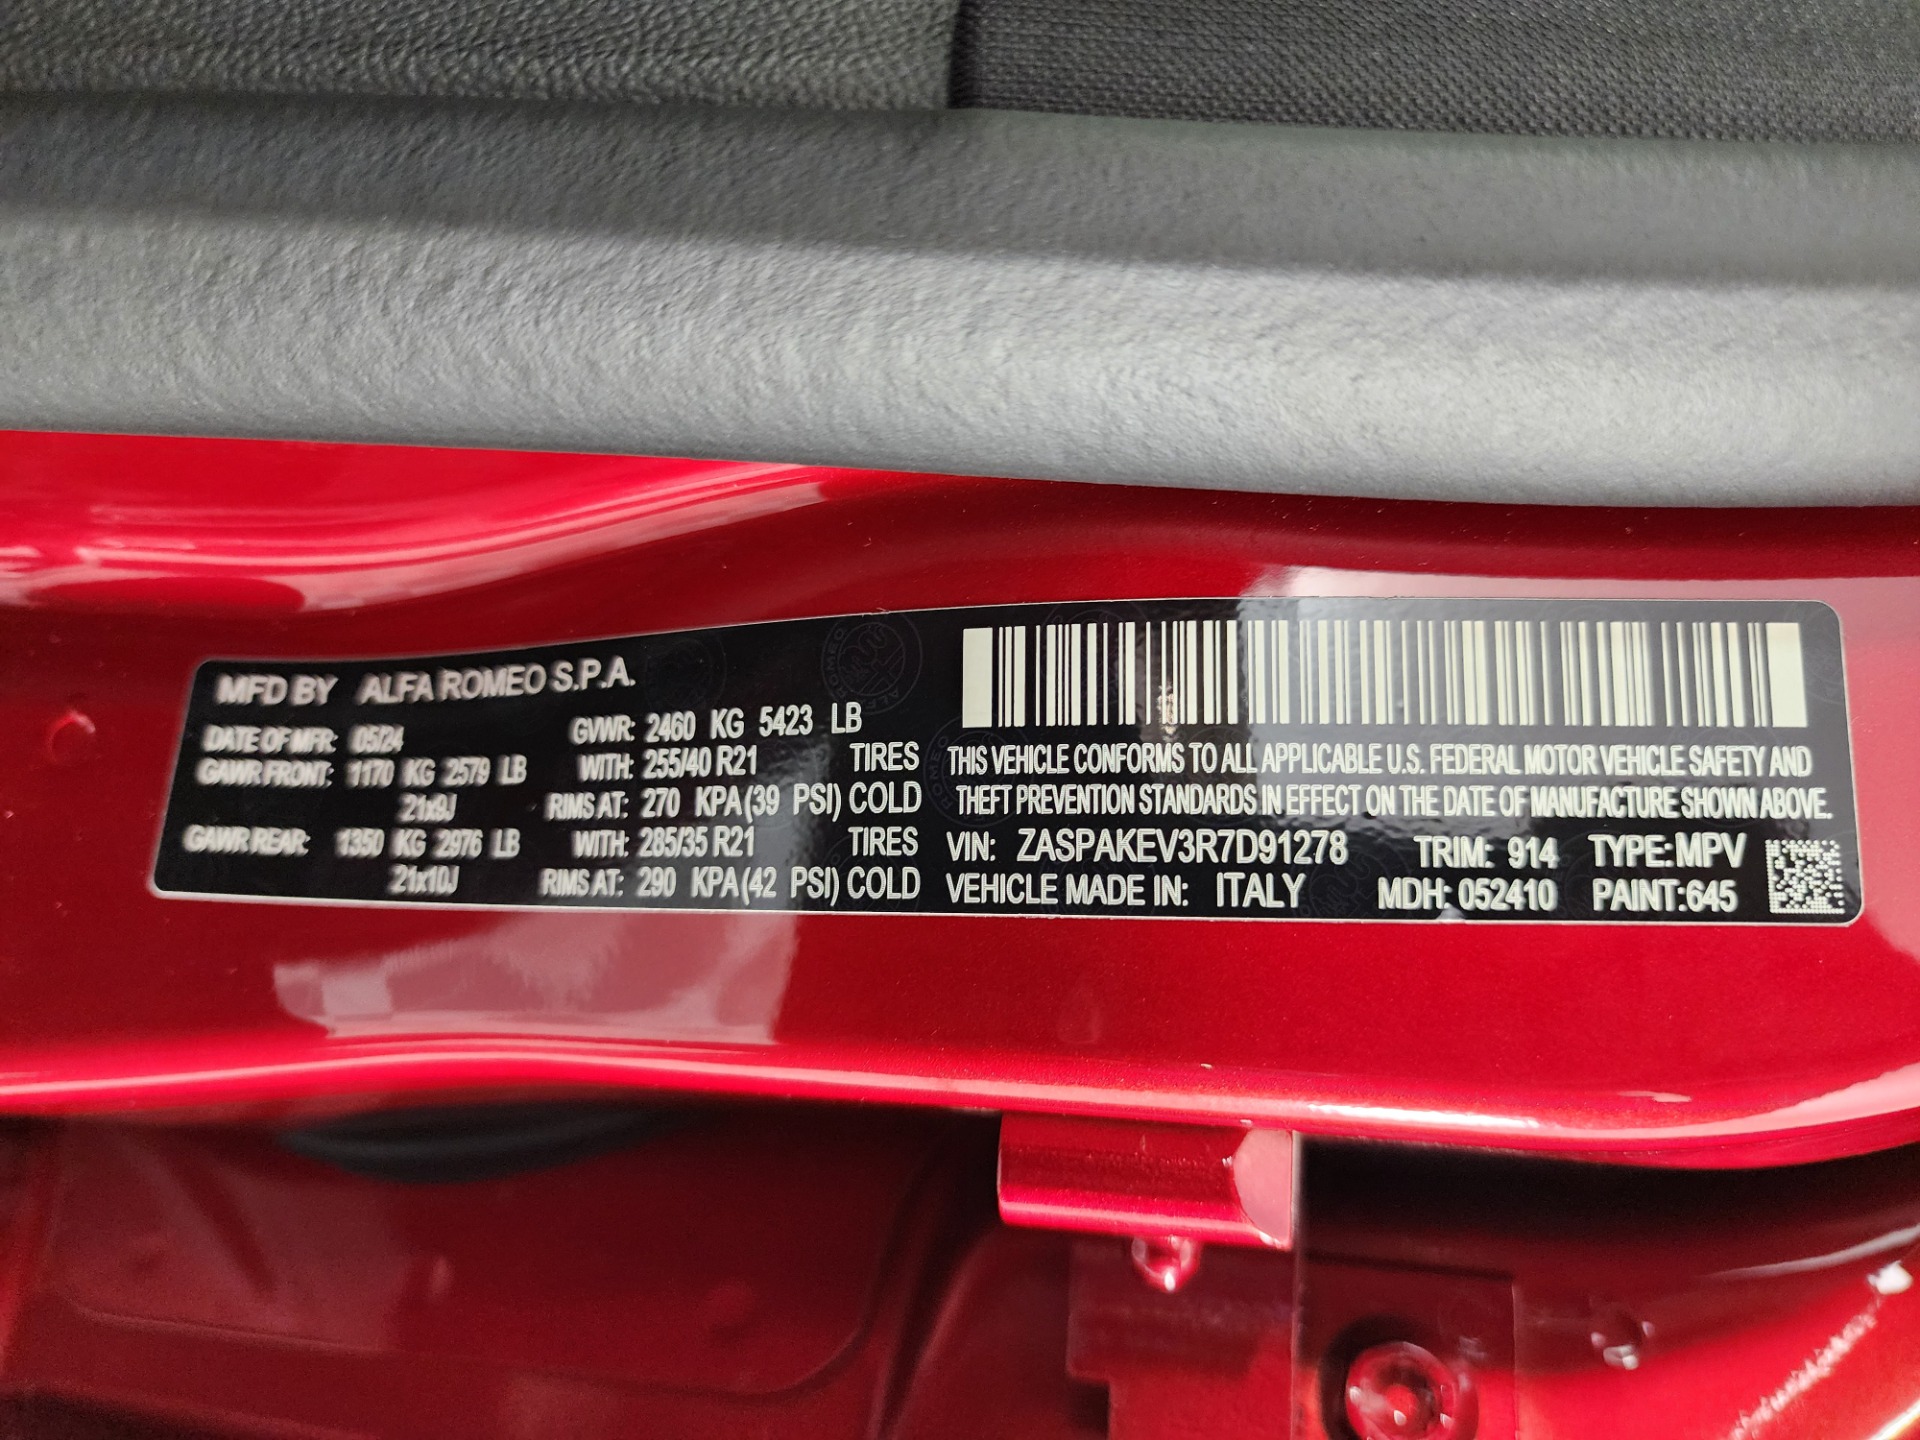 MFD BY ALFA ROMEO S.P.A.
DATE OF MFR: 05/24 GVWR: 2460 KG 5423 LB
GAWR FRONT: 1170 KG 2579 LB WITH: 255/40 R21 TIRES
21x9J RIMS AT: 270 KPA (39 PSI) COLD
GAWR REAR: 1350 KG 2976 LB WITH: 285/35 R21 TIRES
21x10J RIMS AT: 290 KPA (42 PSI) COLD
THIS VEHICLE CONFORMS TO ALL APPLICABLE U.S. FEDERAL MOTOR VEHICLE SAFETY AND
THEFT PREVENTION STANDARDS IN EFFECT ON THE DATE OF MANUFACTURE SHOWN ABOVE.
VIN: ZASPAKEV3R7D91278 TRIM: 914 TYPE: MPV
VEHICLE MADE IN: ITALY MDH: 052410 PAINT:645